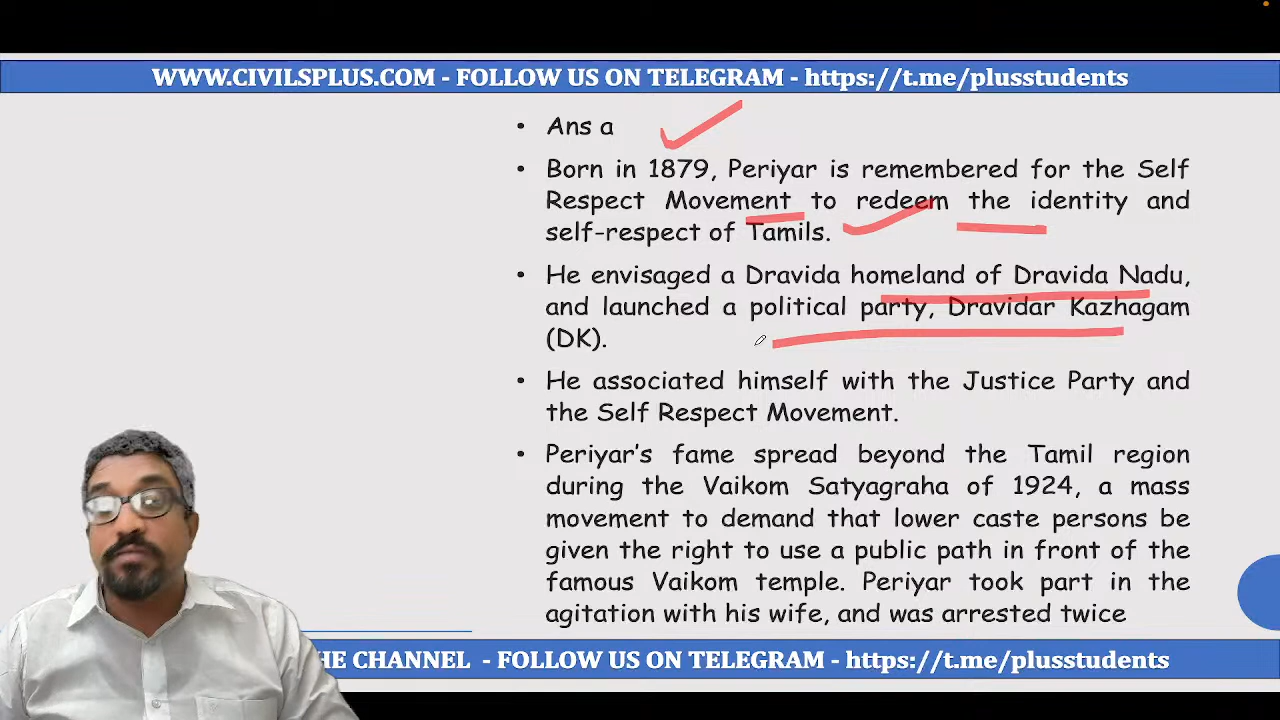 WWW.CIVILSPLUS.COM - FOLLOW US ON TELEGRAM - https://t.me/plusstudents
• Ans a
• Born in 1879, Periyar is remembered for the Self
Respect Movement to redeem the identity and
self-respect of Tamils.
• He envisaged a Dravida homeland of Dravida Nadu,
and launched a political party, Dravidar Kazhagam
(DK).
• He associated himself with the Justice Party and
the Self Respect Movement.
• Periyar’s fame spread beyond the Tamil region
during the Vaikom Satyagraha of 1924, a mass
movement to demand that lower caste persons be
given the right to use a public path in front of the
famous Vaikom temple. Periyar took part in the
agitation with his wife, and was arrested twice
CHANNEL - FOLLOW US ON TELEGRAM - https://t.me/plusstudents